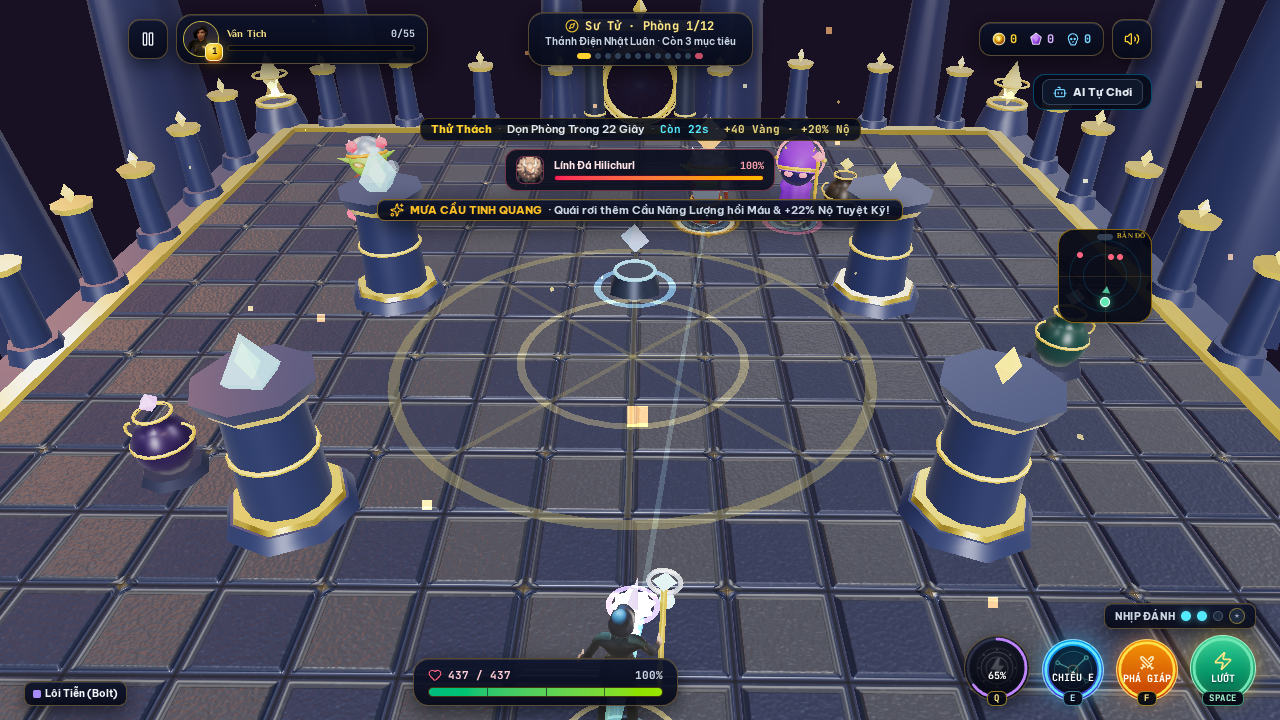 Vân Tịch
0/55
1
Sư Tử · Phòng 1/12
Thánh Điện Nhật Luân · Còn 3 mục tiêu
0 0 0
AI Tự Chơi
Thử Thách · Dọn Phòng Trong 22 Giây · Còn 22s · +40 Vàng · +20% Nộ
Lính Đá Hilichurl 100%
MƯA CẦU TINH QUANG · Quái rơi thêm Cầu Năng Lượng hồi Máu & +22% Nộ Tuyệt Kỹ!
BẢN ĐỒ
NHỊP ĐÁNH
437 / 437 100%
65%
CHIÊU E
PHÁ GIÁP
LƯỚT
Q
E
F
SPACE
Lôi Tiễn (Bolt)